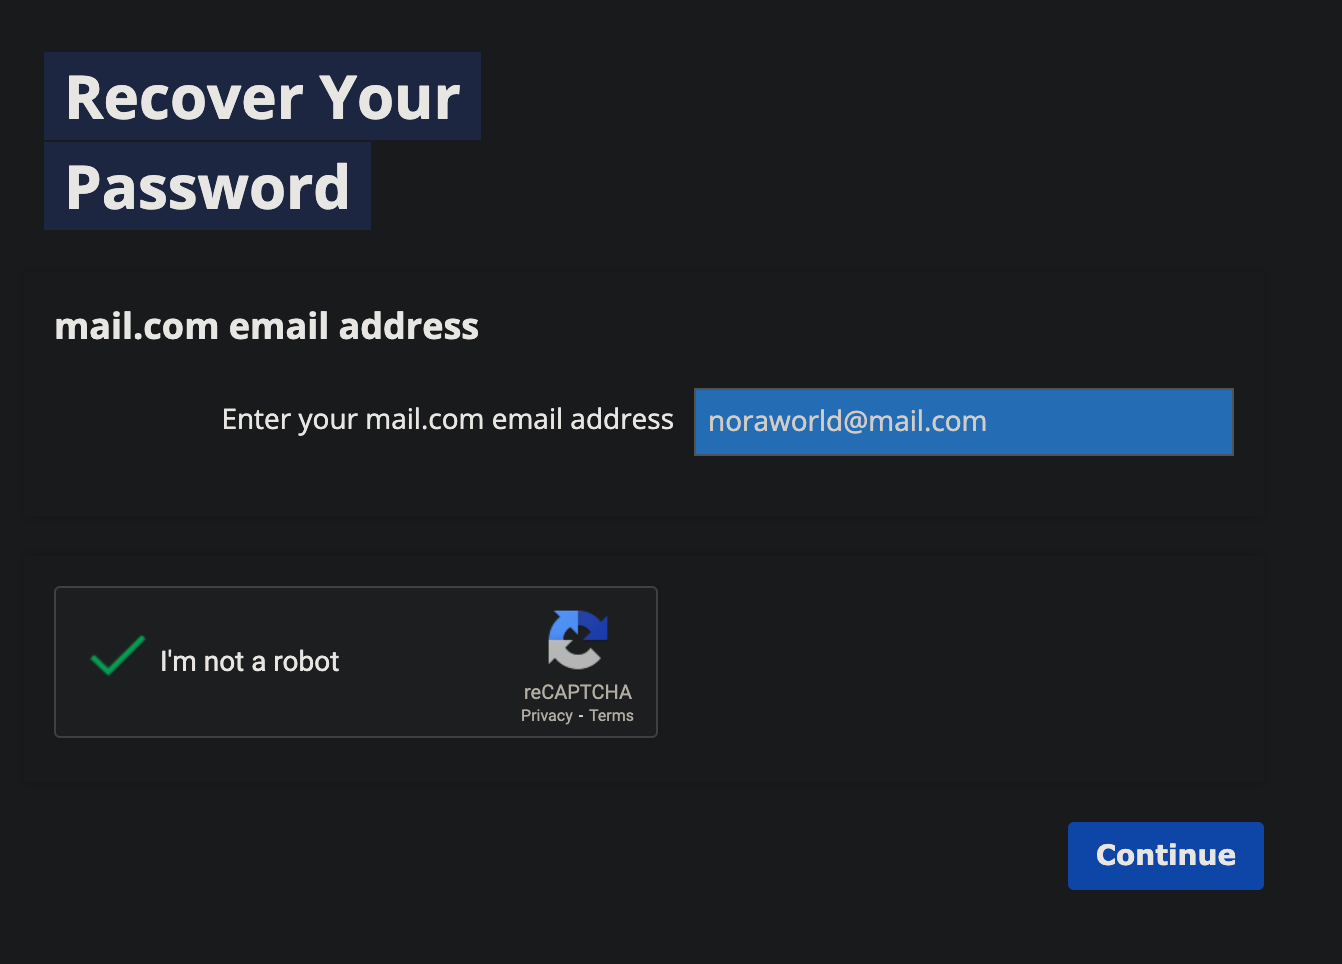 Recover Your
Password
mail.com email address
Enter your mail.com email address noraworld@mail.com
I'm not a robot
reCAPTCHA
Privacy - Terms
Continue